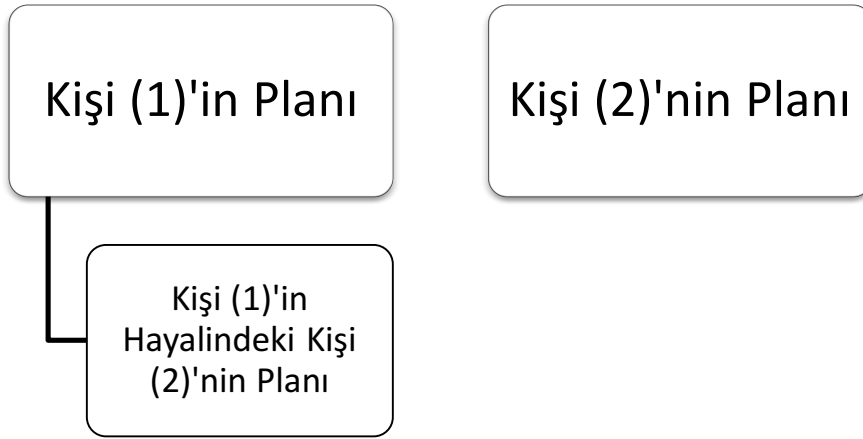 Kişi (1)'in Planı
Kişi (2)'nin Planı
Kişi (1)'in
Hayalindeki Kişi
(2)'nin Planı